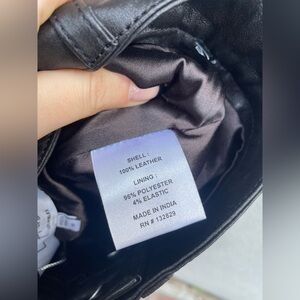 SHELL :
100% LEATHER
LINING :
96% POLYESTER
4% ELASTIC
MADE IN INDIA
RN # 132829